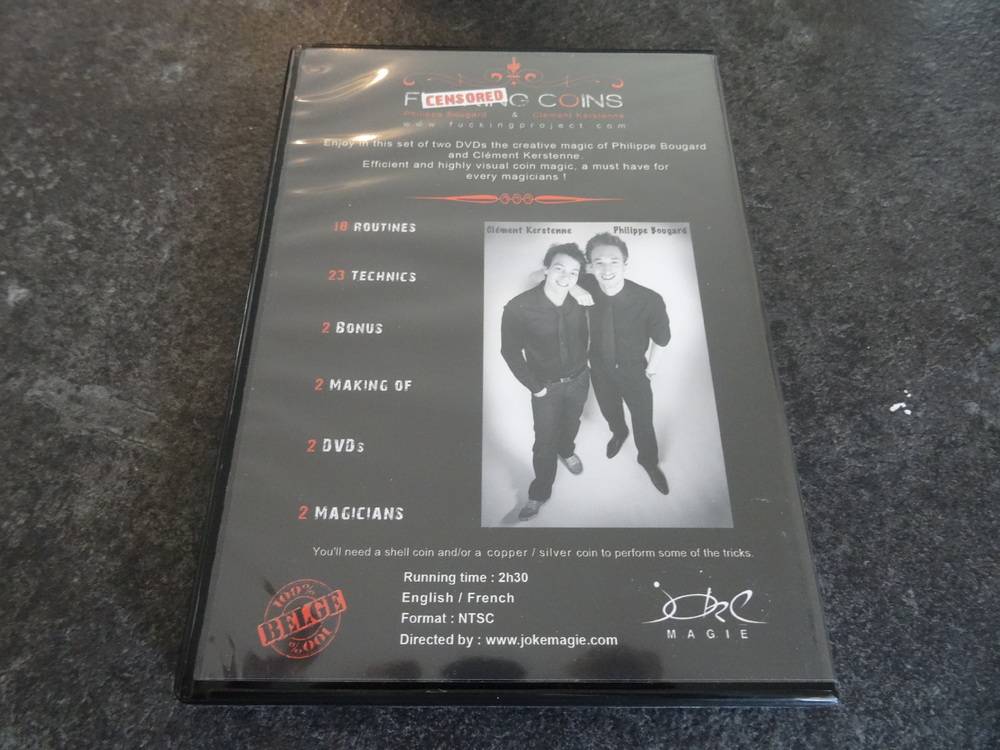 F CENSORED NG COINS
Philippe Bougard & Clément Kerstenne
www.fuckingproject.com
Enjoy in this set of two DVDs the creative magic of Philippe Bougard
and Clément Kerstenne.
Efficient and highly visual coin magic, a must have for
every magicians !
18 ROUTINES
23 TECHNICS
2 BONUS
2 MAKING OF
2 DVDs
2 MAGICIANS
Clément Kerstenne Philippe Bougard
You'll need a shell coin and/or a copper / silver coin to perform some of the tricks.
Running time : 2h30
English / French
Format : NTSC
Directed by : www.jokemagie.com
100%
BELGE
100%
JOKE
MAGIE